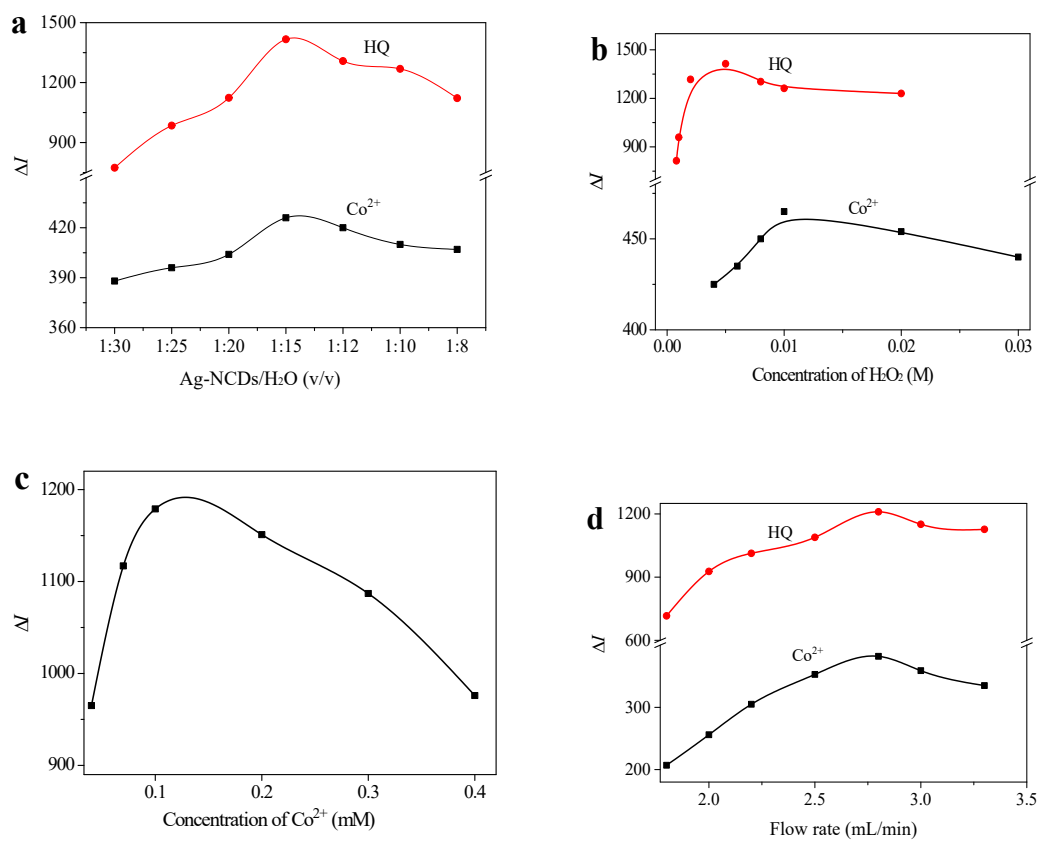 a
1500
1200
900
420
390
360
ΔI
HQ
Co²⁺
1:30 1:25 1:20 1:15 1:12 1:10 1:8
Ag-NCDs/H₂O (v/v)
b
1500
1200
900
450
400
ΔI
HQ
Co²⁺
0.00 0.01 0.02 0.03
Concentration of H₂O₂ (M)
c
1200
1100
1000
900
ΔI
0.1 0.2 0.3 0.4
Concentration of Co²⁺ (mM)
d
1200
900
600
300
200
ΔI
HQ
Co²⁺
2.0 2.5 3.0 3.5
Flow rate (mL/min)